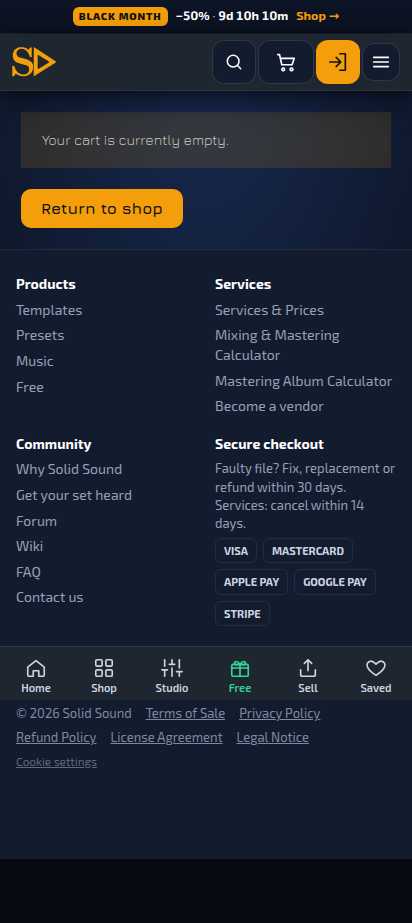 BLACK MONTH −50% · 9d 10h 10m Shop →
Your cart is currently empty.
Return to shop
Products
Templates
Presets
Music
Free
Services
Services & Prices
Mixing & Mastering
Calculator
Mastering Album Calculator
Become a vendor
Community
Why Solid Sound
Get your set heard
Forum
Wiki
FAQ
Contact us
Secure checkout
Faulty file? Fix, replacement or
refund within 30 days.
Services: cancel within 14
days.
VISA MASTERCARD
APPLE PAY GOOGLE PAY
STRIPE
Home Shop Studio Free Sell Saved
© 2026 Solid Sound Terms of Sale Privacy Policy
Refund Policy License Agreement Legal Notice
Cookie settings